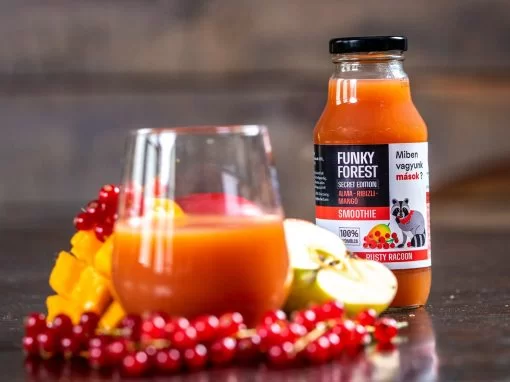 FUNKY
FOREST
SECRET EDITION
ALMA-RIBIZLI-
MANGÓ
SMOOTHIE
100%
Miben
vagyunk
mások?
RUSTY RACOON